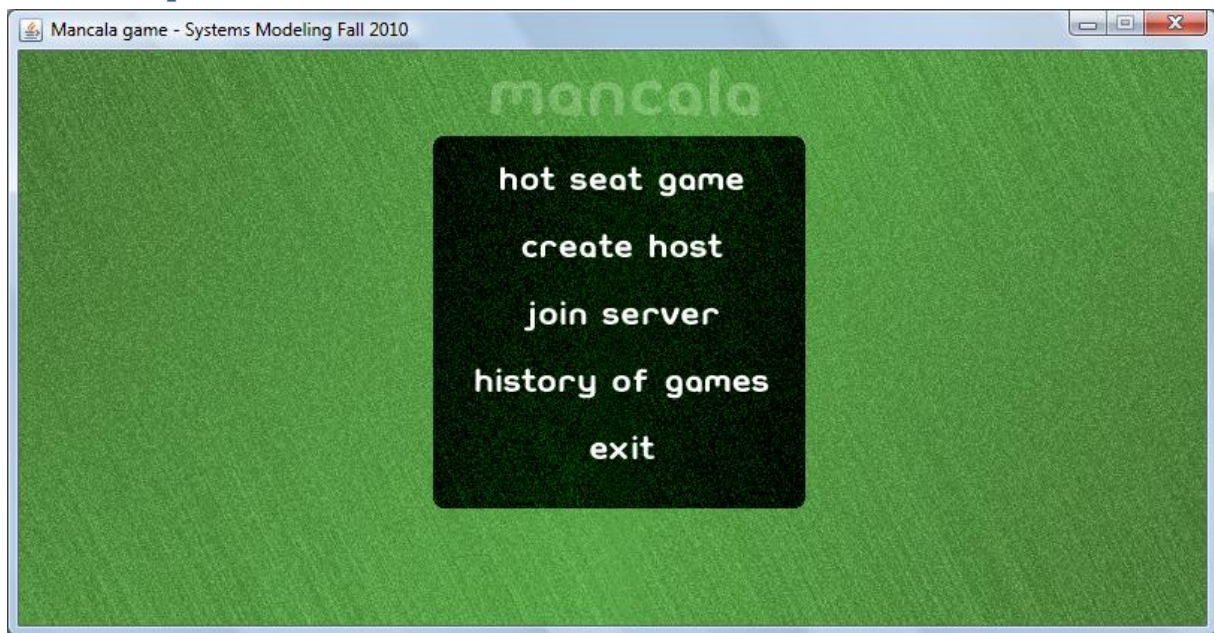 Mancala game - Systems Modeling Fall 2010
mancala
hot seat game
create host
join server
history of games
exit